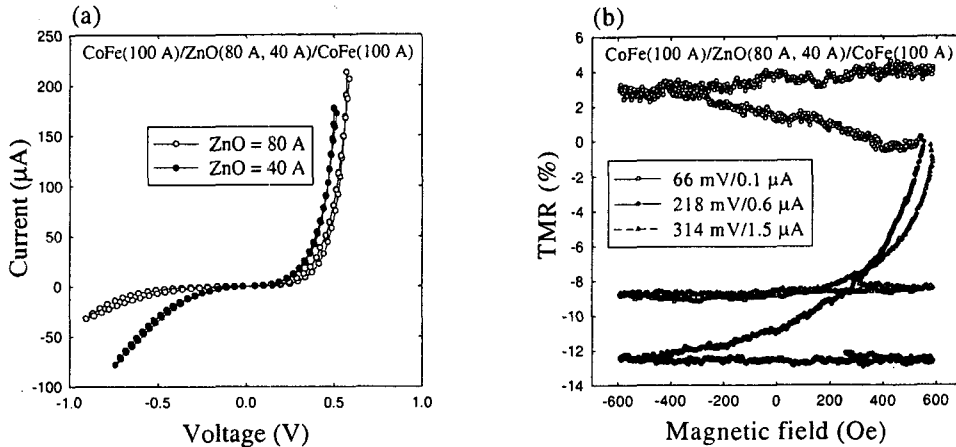 (a)
CoFe(100 A)/ZnO(80 A, 40 A)/CoFe(100 A)
250
200
150
100
50
0
-50
-100
Current (µA)
ZnO = 80 A
ZnO = 40 A
-1.0 -0.5 0.0 0.5 1.0
Voltage (V)
(b)
CoFe(100 A)/ZnO(80 A, 40 A)/CoFe(100 A)
6
4
2
0
-2
-4
-6
-8
-10
-12
-14
TMR (%)
66 mV/0.1 µA
218 mV/0.6 µA
314 mV/1.5 µA
-600 -400 -200 0 200 400 600
Magnetic field (Oe)